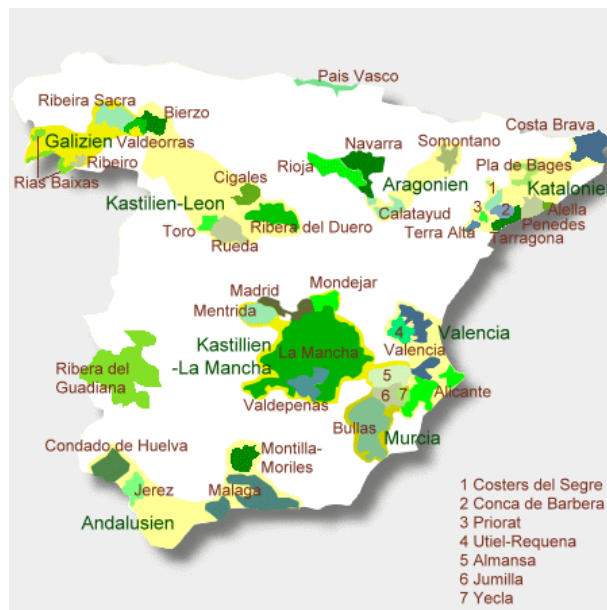 Pais Vasco
Ribeira Sacra
Bierzo
Costa Brava
Navarra
Somontano
Galizien
Valdeorras
Rioja
Pla de Bages
Ribeiro
Rias Baixas
Cigales
Aragonien
1
Katalonie
Kastilien-Leon
Calatayud
3
2
Alella
Toro
Ribera del Duero
Terra Alta
Penedes
Rueda
Tarragona
Mondejar
Madrid
Mentrida
Kastillien
-La Mancha
La Mancha
4
Valencia
Valencia
Ribera del
Guadiana
5
Valdepeñas
6
7
Alicante
Bullas
Murcia
Condado de Huelva
Montilla-
Moriles
Jerez
Malaga
Andalusien
1 Costers del Segre
2 Conca de Barbera
3 Priorat
4 Utiel-Requena
5 Almansa
6 Jumilla
7 Yecla